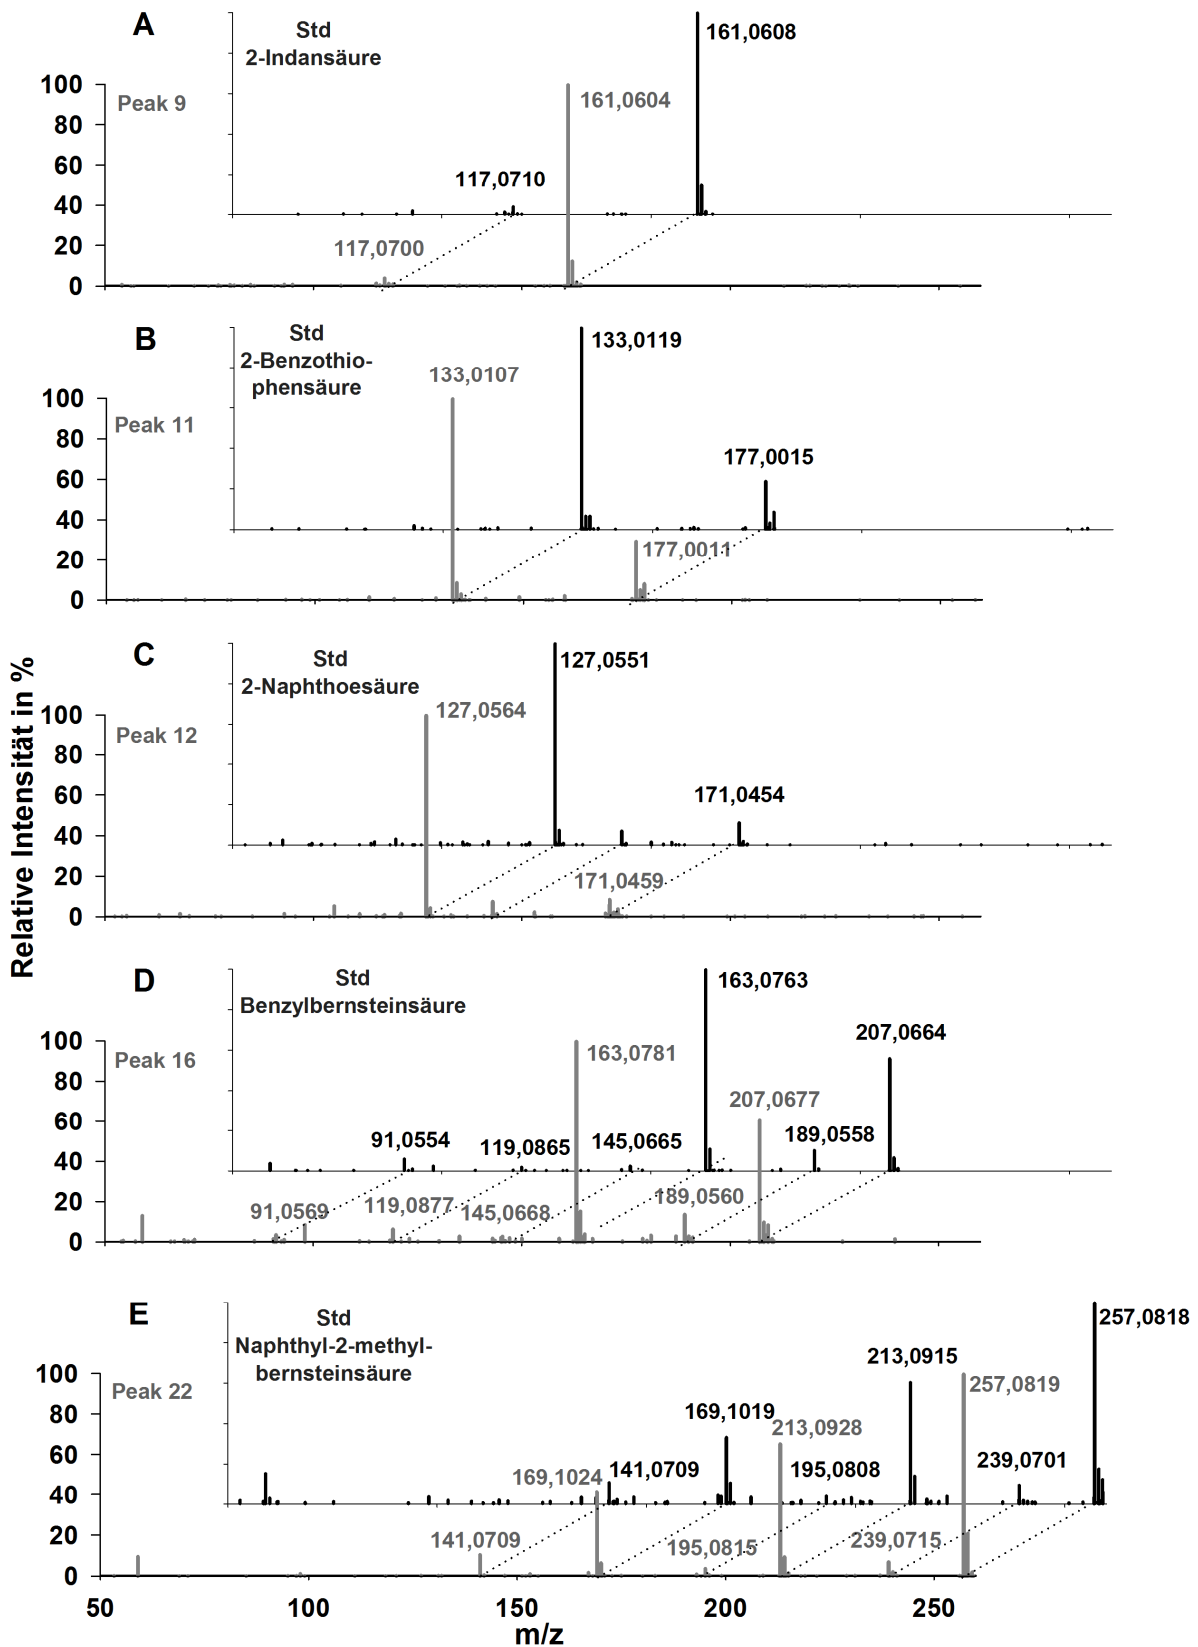 A
Std
2-Indansäure
161,0608
100
Peak 9
161,0604
80
60
117,0710
40
117,0700
20
0
B
Std
2-Benzothio-
phensäure
133,0119
133,0107
100
Peak 11
80
177,0015
60
40
177,0011
20
0
C
Std
2-Naphthoesäure
127,0551
127,0564
100
Peak 12
80
171,0454
60
40
171,0459
20
0
D
Std
Benzylbernsteinsäure
163,0763
207,0664
100
Peak 16
163,0781
80
207,0677
60
91,0554
119,0865
145,0665
189,0558
40
91,0569
119,0877
145,0668
189,0560
20
0
E
Std
Naphthyl-2-methyl-
bernsteinsäure
257,0818
213,0915
100
Peak 22
257,0819
80
169,1019
213,0928
60
169,1024
141,0709
195,0808
239,0701
40
141,0709
195,0815
239,0715
20
0
50
100
150
200
250
m/z
Relative Intensität in %